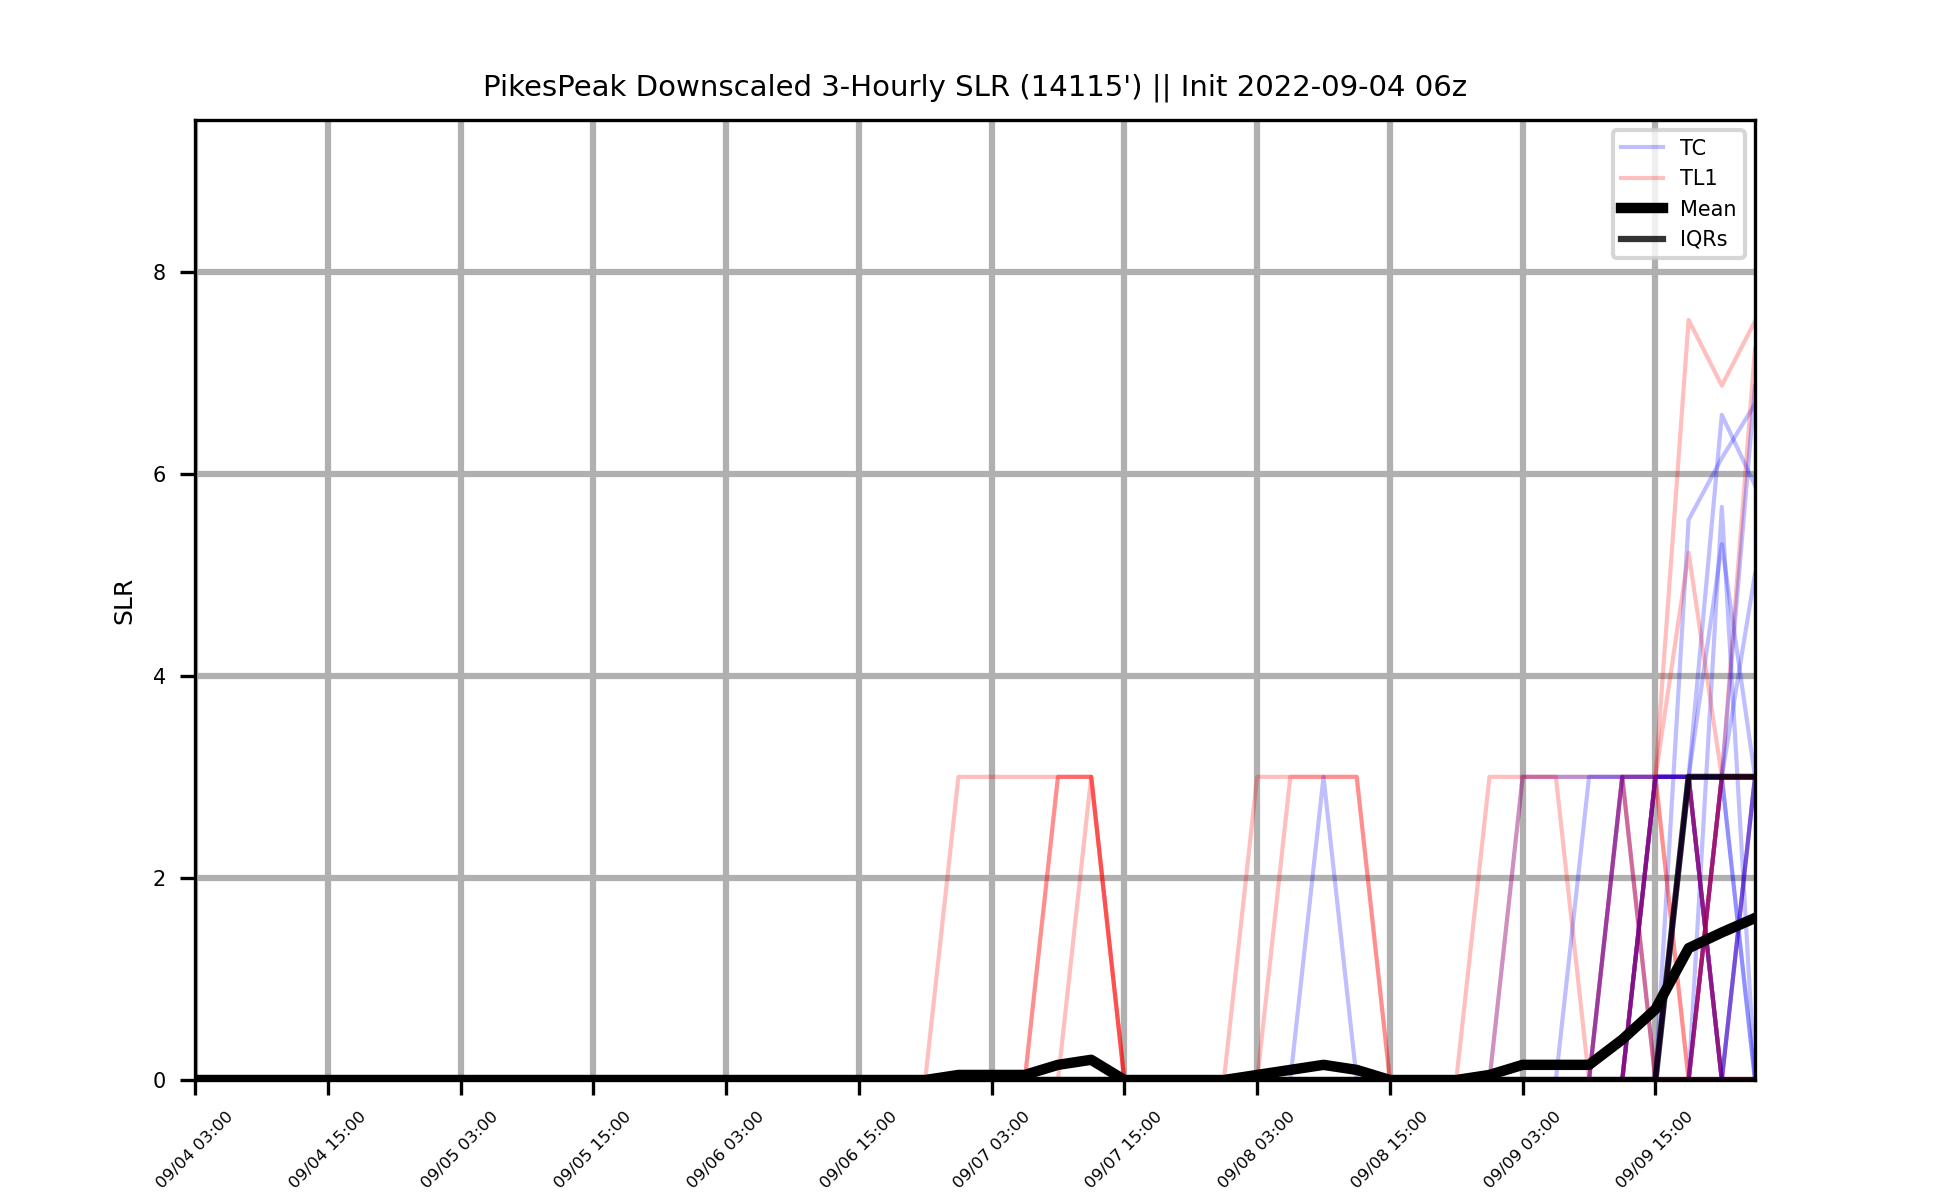 PikesPeak Downscaled 3-Hourly SLR (14115') || Init 2022-09-04 06z
TC
TL1
Mean
IQRs
SLR
8
6
4
2
0
09/04 03:00
09/04 15:00
09/05 03:00
09/05 15:00
09/06 03:00
09/06 15:00
09/07 03:00
09/07 15:00
09/08 03:00
09/08 15:00
09/09 03:00
09/09 15:00